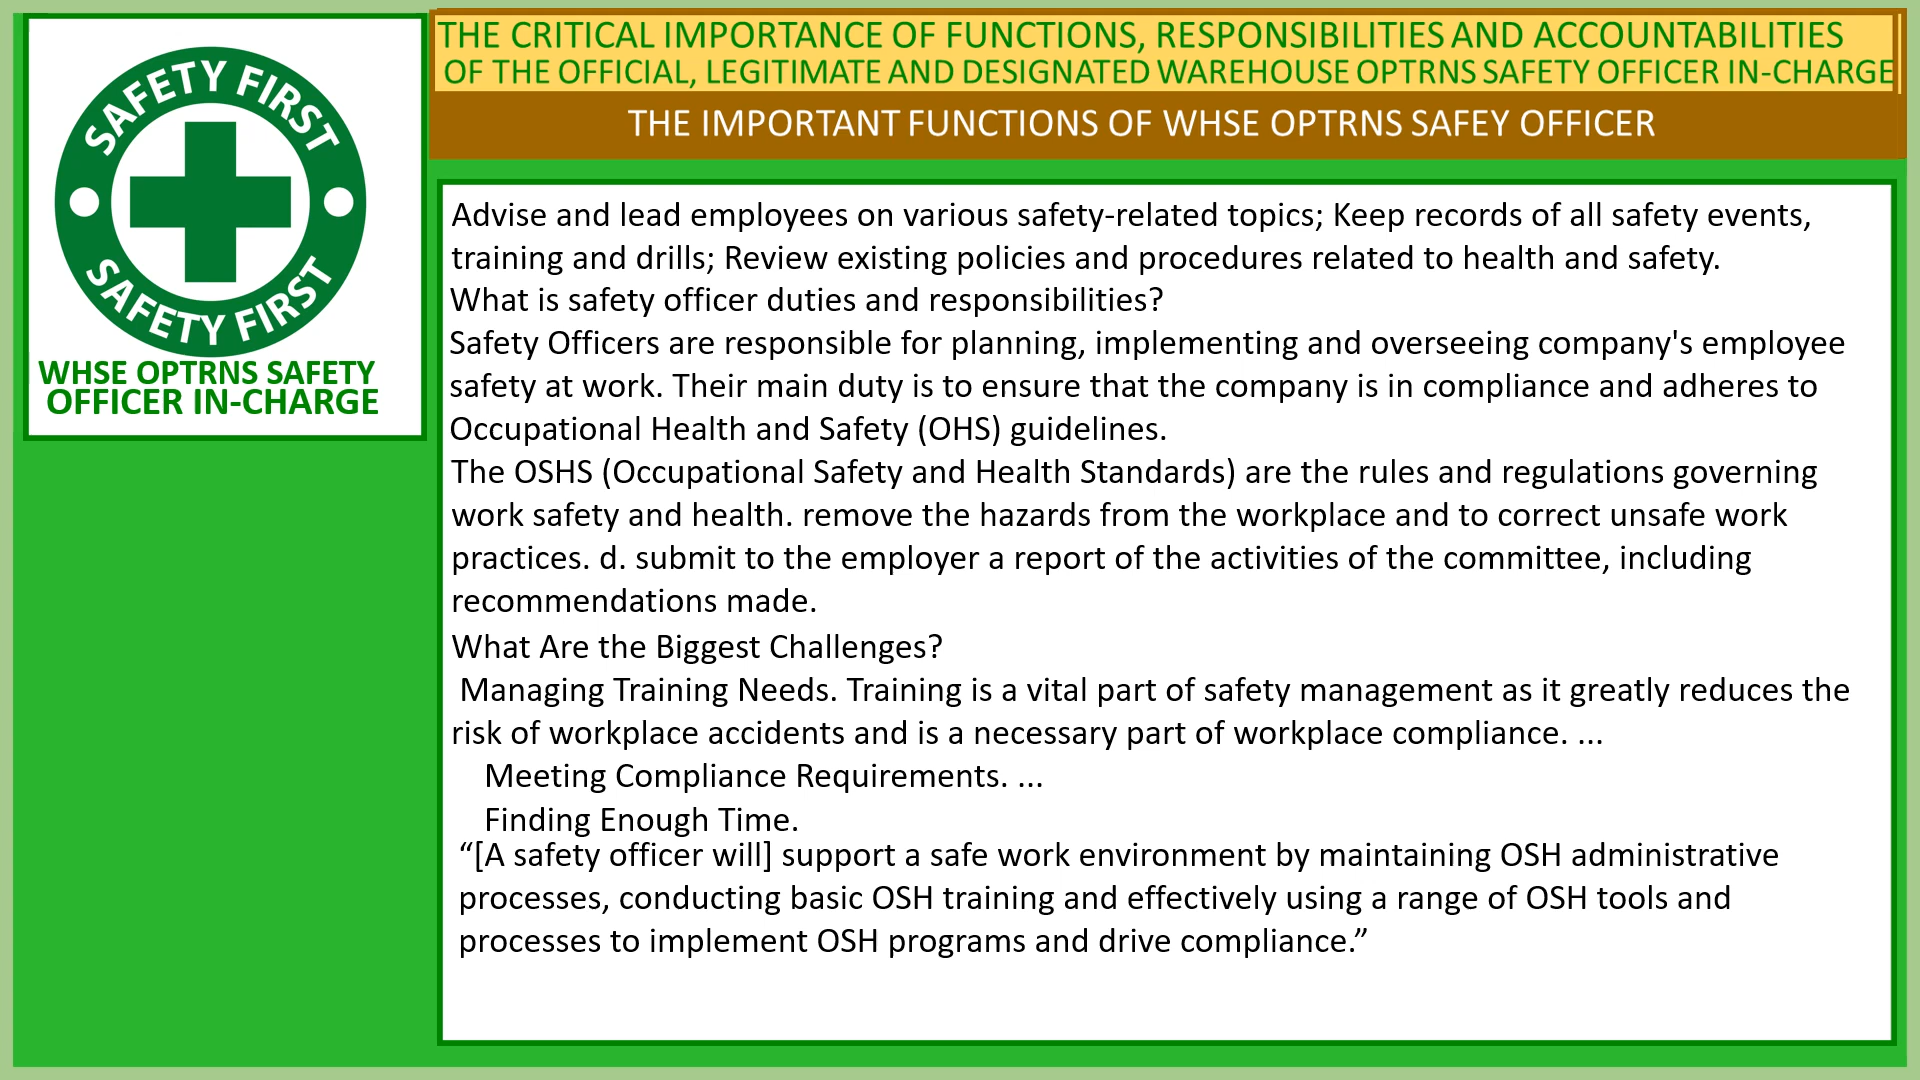 SAFETY FIRST
SAFETY FIRST
WHSE OPTRNS SAFETY
OFFICER IN-CHARGE
THE CRITICAL IMPORTANCE OF FUNCTIONS, RESPONSIBILITIES AND ACCOUNTABILITIES
OF THE OFFICIAL, LEGITIMATE AND DESIGNATED WAREHOUSE OPTRNS SAFETY OFFICER IN-CHARGE
THE IMPORTANT FUNCTIONS OF WHSE OPTRNS SAFEY OFFICER
Advise and lead employees on various safety-related topics; Keep records of all safety events,
training and drills; Review existing policies and procedures related to health and safety.
What is safety officer duties and responsibilities?
Safety Officers are responsible for planning, implementing and overseeing company's employee
safety at work. Their main duty is to ensure that the company is in compliance and adheres to
Occupational Health and Safety (OHS) guidelines.
The OSHS (Occupational Safety and Health Standards) are the rules and regulations governing
work safety and health. remove the hazards from the workplace and to correct unsafe work
practices. d. submit to the employer a report of the activities of the committee, including
recommendations made.
What Are the Biggest Challenges?
Managing Training Needs. Training is a vital part of safety management as it greatly reduces the
risk of workplace accidents and is a necessary part of workplace compliance. ...
Meeting Compliance Requirements. ...
Finding Enough Time.
“[A safety officer will] support a safe work environment by maintaining OSH administrative
processes, conducting basic OSH training and effectively using a range of OSH tools and
processes to implement OSH programs and drive compliance.”